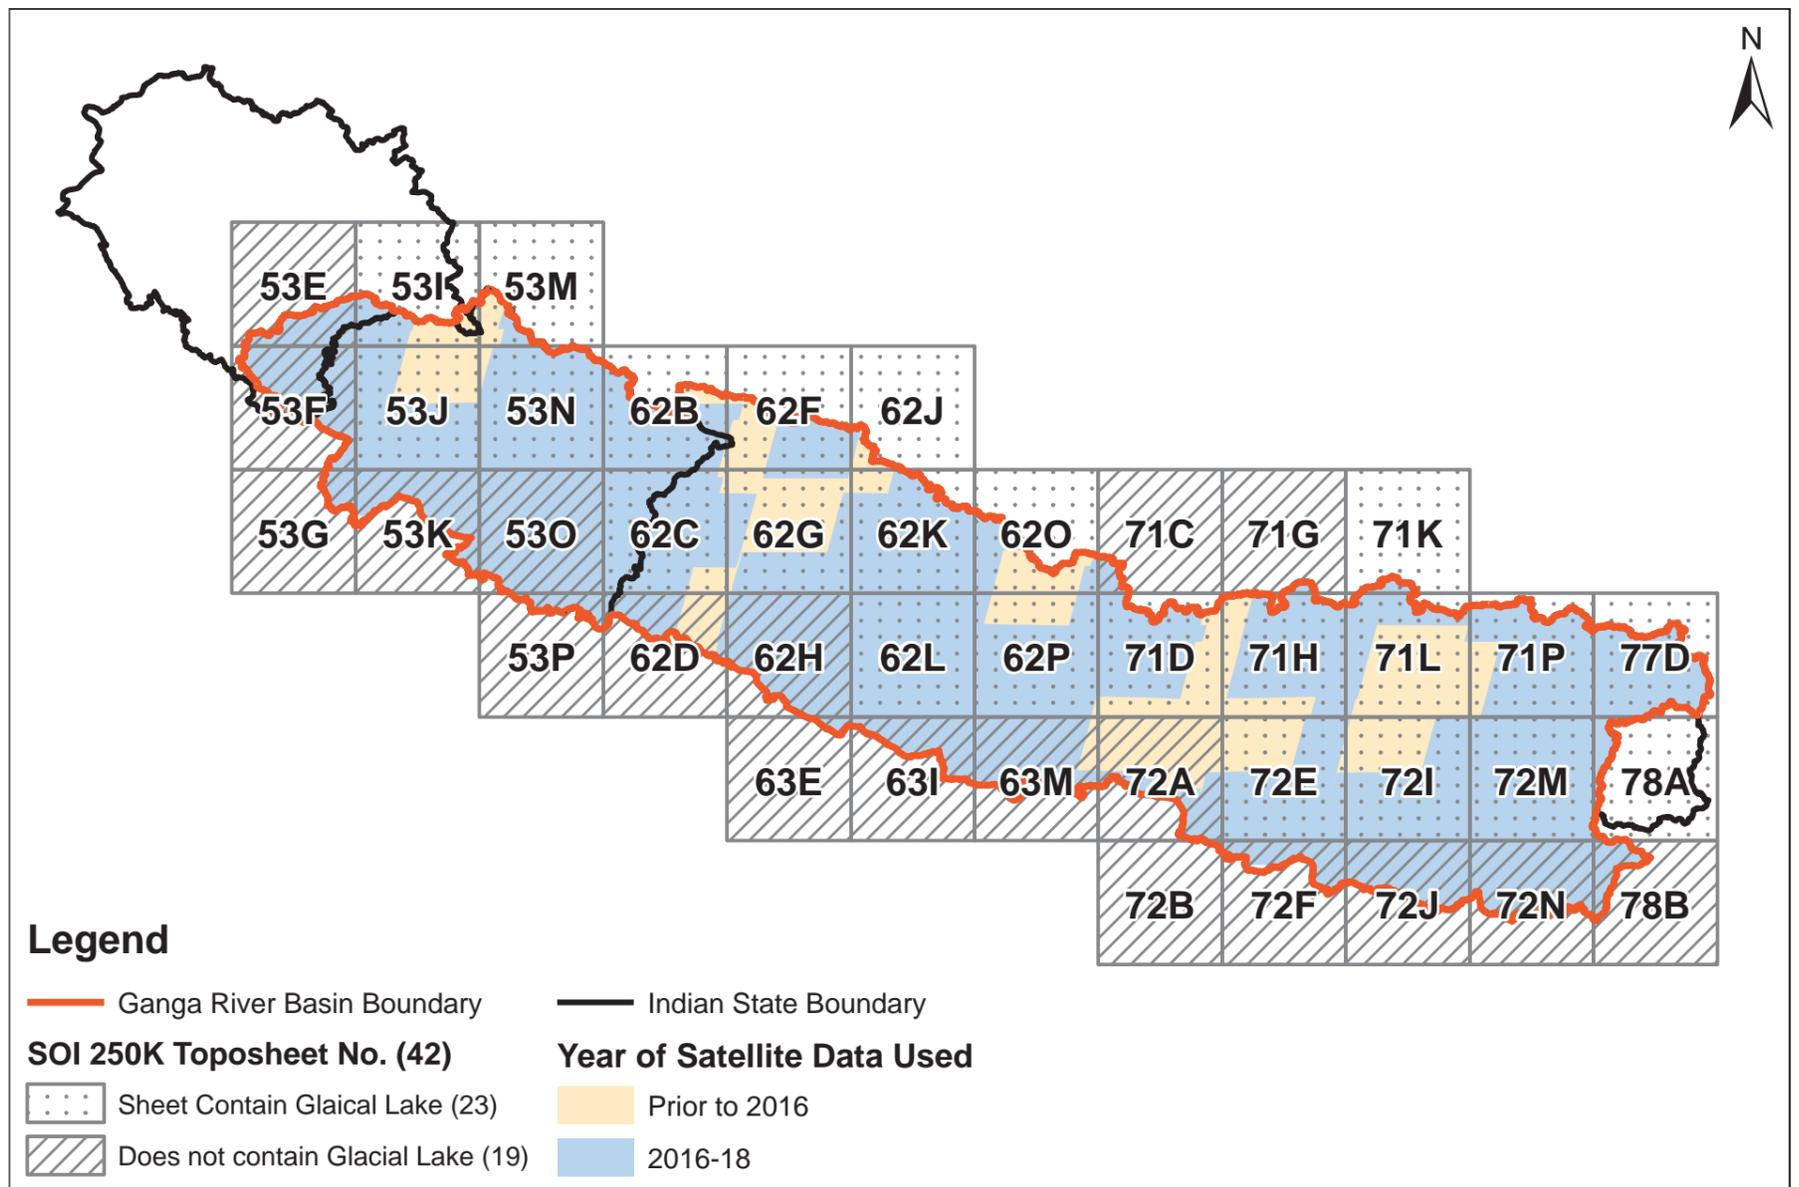 N
53E 53I 53M
53F 53J 53N 62B 62F 62J
53G 53K 53O 62C 62G 62K 62O 71C 71G 71K
53P 62D 62H 62L 62P 71D 71H 71L 71P 77D
63E 63I 63M 72A 72E 72I 72M 78A
72B 72F 72J 72N 78B
Legend
Ganga River Basin Boundary
Indian State Boundary
SOI 250K Toposheet No. (42)
Sheet Contain Glaical Lake (23)
Does not contain Glacial Lake (19)
Year of Satellite Data Used
Prior to 2016
2016-18